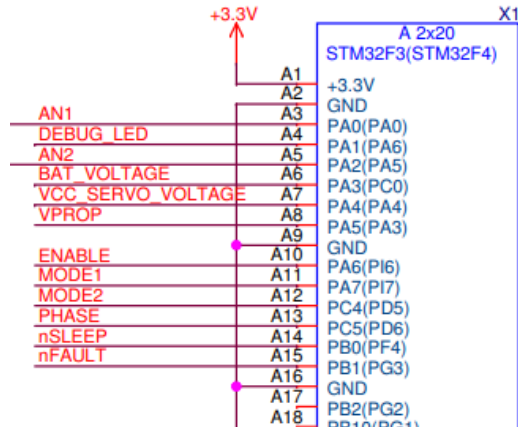 +3.3V
X1
A 2x20
STM32F3(STM32F4)
A1 +3.3V
A2 GND
AN1 A3 PA0(PA0)
DEBUG_LED A4 PA1(PA6)
AN2 A5 PA2(PA5)
BAT_VOLTAGE A6 PA3(PC0)
VCC_SERVO_VOLTAGE A7 PA4(PA4)
VPROP A8 PA5(PA3)
A9 GND
ENABLE A10 PA6(PI6)
MODE1 A11 PA7(PI7)
MODE2 A12 PC4(PD5)
PHASE A13 PC5(PD6)
nSLEEP A14 PB0(PF4)
nFAULT A15 PB1(PG3)
A16 GND
A17 PB2(PG2)
A18 PB10(PG1)